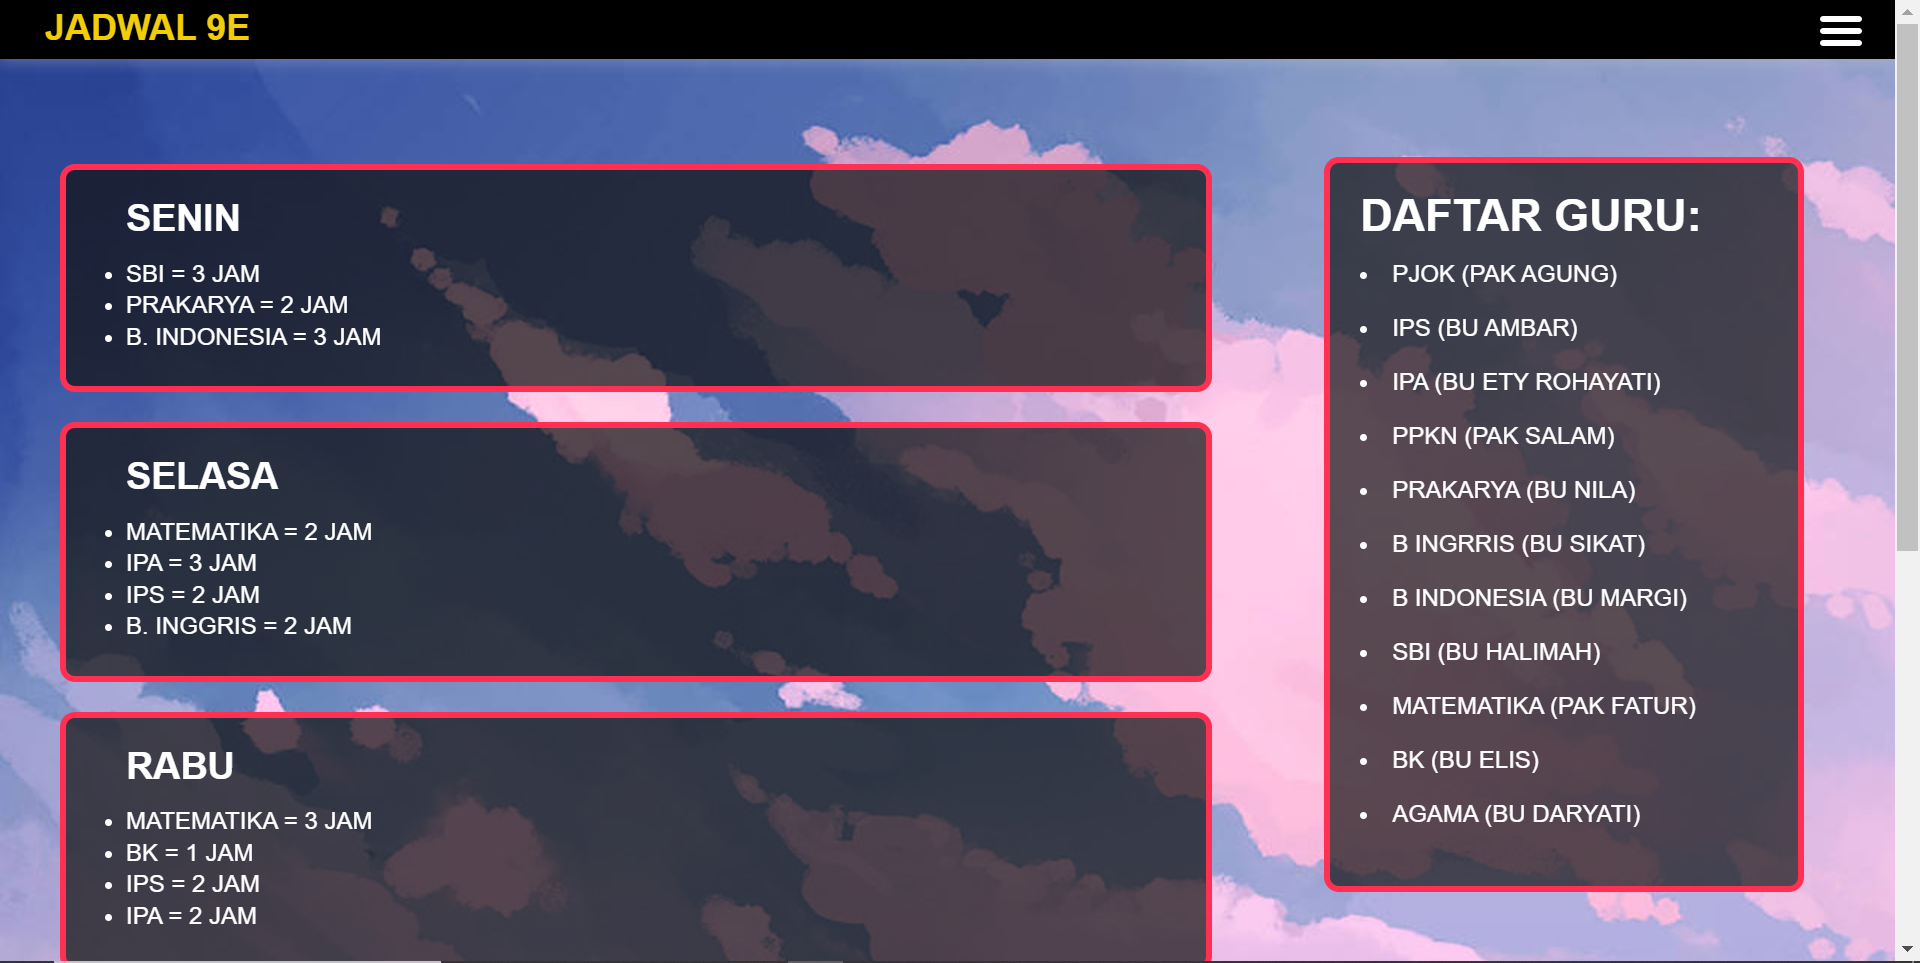 JADWAL 9E
SENIN
SBI = 3 JAM
PRAKARYA = 2 JAM
B. INDONESIA = 3 JAM
SELASA
MATEMATIKA = 2 JAM
IPA = 3 JAM
IPS = 2 JAM
B. INGGRIS = 2 JAM
RABU
MATEMATIKA = 3 JAM
BK = 1 JAM
IPS = 2 JAM
IPA = 2 JAM
DAFTAR GURU:
PJOK (PAK AGUNG)
IPS (BU AMBAR)
IPA (BU ETY ROHAYATI)
PPKN (PAK SALAM)
PRAKARYA (BU NILA)
B INGRRIS (BU SIKAT)
B INDONESIA (BU MARGI)
SBI (BU HALIMAH)
MATEMATIKA (PAK FATUR)
BK (BU ELIS)
AGAMA (BU DARYATI)